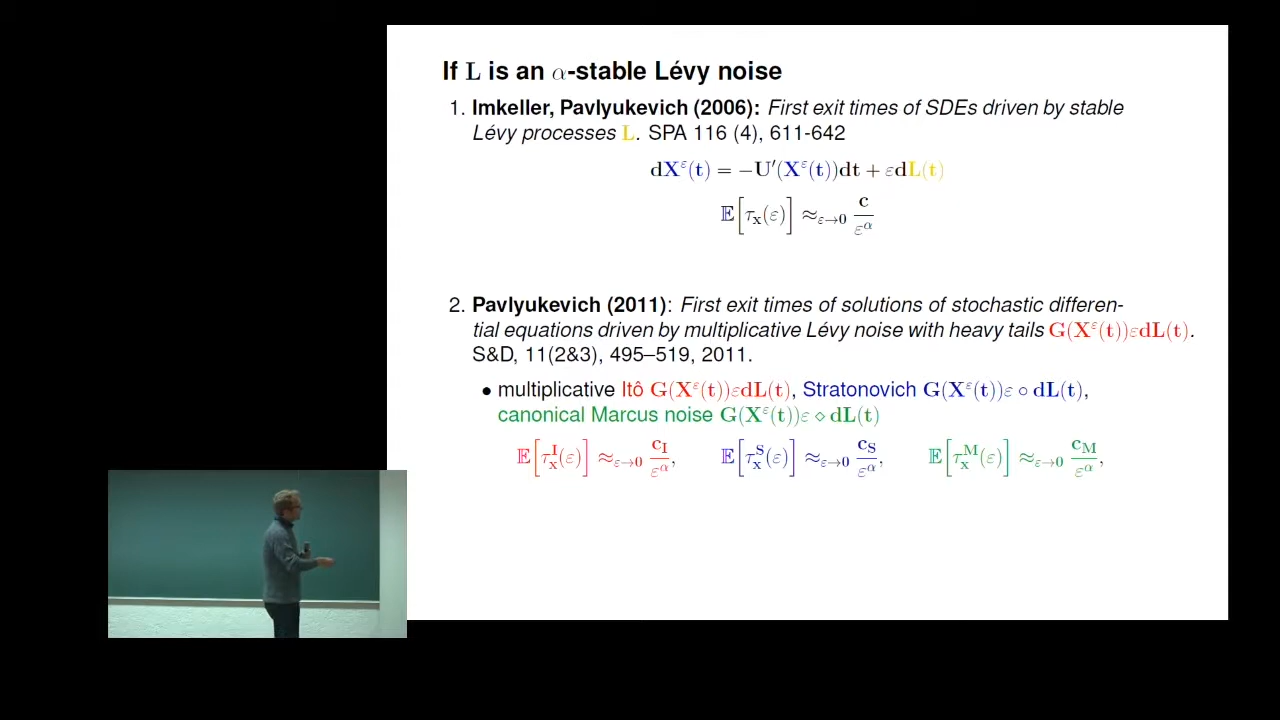 If L is an α-stable Lévy noise
1. Imkeller, Pavlyukevich (2006): First exit times of SDEs driven by stable
Lévy processes L. SPA 116 (4), 611-642
dX^ε(t) = −U′(X^ε(t))dt + εdL(t)
𝔼[τ_x(ε)] ≈_{ε→0} c/ε^α
2. Pavlyukevich (2011): First exit times of solutions of stochastic differen-
tial equations driven by multiplicative Lévy noise with heavy tails G(X^ε(t))εdL(t).
S&D, 11(2&3), 495–519, 2011.
• multiplicative Itô G(X^ε(t))εdL(t), Stratonovich G(X^ε(t))ε ∘ dL(t),
canonical Marcus noise G(X^ε(t))ε ⋄ dL(t)
𝔼[τ_x^I(ε)] ≈_{ε→0} c_I/ε^α, 𝔼[τ_x^S(ε)] ≈_{ε→0} c_S/ε^α, 𝔼[τ_x^M(ε)] ≈_{ε→0} c_M/ε^α,